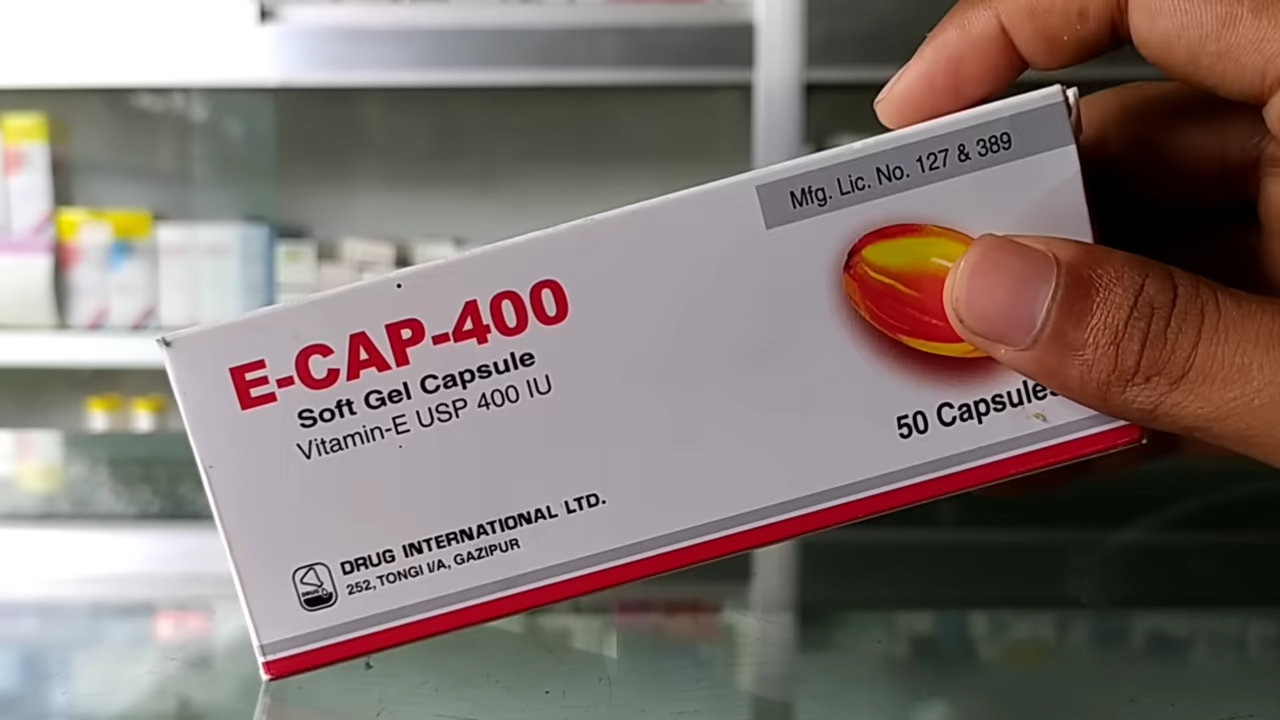 Mfg. Lic. No. 127 & 389
E-CAP-400
Soft Gel Capsule
Vitamin-E USP 400 IU
50 Capsules
DRUG INTERNATIONAL LTD.
252, TONGI I/A, GAZIPUR
DRUG